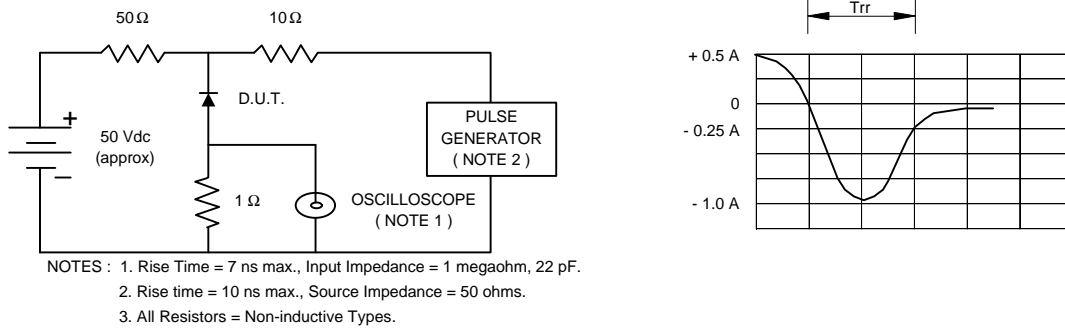 50 Ω
10 Ω
D.U.T.
+
50 Vdc
(approx)
−
1 Ω
OSCILLOSCOPE
( NOTE 1 )
PULSE
GENERATOR
( NOTE 2 )
NOTES : 1. Rise Time = 7 ns max., Input Impedance = 1 megaohm, 22 pF.
2. Rise time = 10 ns max., Source Impedance = 50 ohms.
3. All Resistors = Non-inductive Types.
Trr
+ 0.5 A
0
- 0.25 A
- 1.0 A